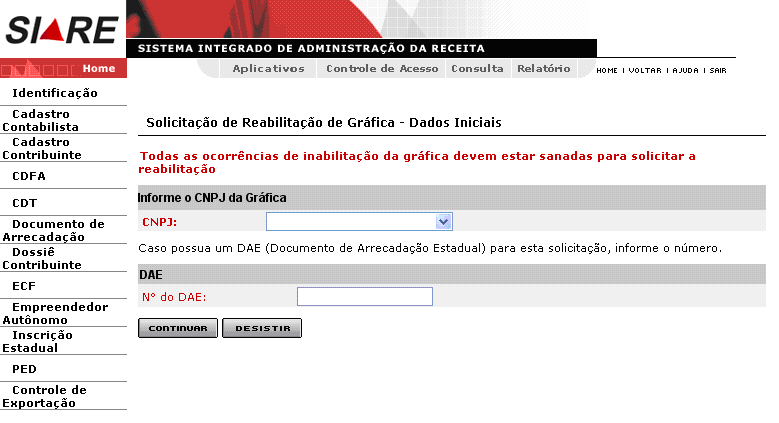 SIARE
SISTEMA INTEGRADO DE ADMINISTRAÇÃO DA RECEITA
Home
Aplicativos Controle de Acesso Consulta Relatório HOME | VOLTAR | AJUDA | SAIR
Identificação
Cadastro
Contabilista
Cadastro
Contribuinte
CDFA
CDT
Documento de
Arrecadação
Dossiê
Contribuinte
ECF
Empreendedor
Autônomo
Inscrição
Estadual
PED
Controle de
Exportação
Solicitação de Reabilitação de Gráfica - Dados Iniciais
Todas as ocorrências de inabilitação da gráfica devem estar sanadas para solicitar a
reabilitação
Informe o CNPJ da Gráfica
CNPJ:
Caso possua um DAE (Documento de Arrecadação Estadual) para esta solicitação, informe o número.
DAE
Nº do DAE:
CONTINUAR DESISTIR